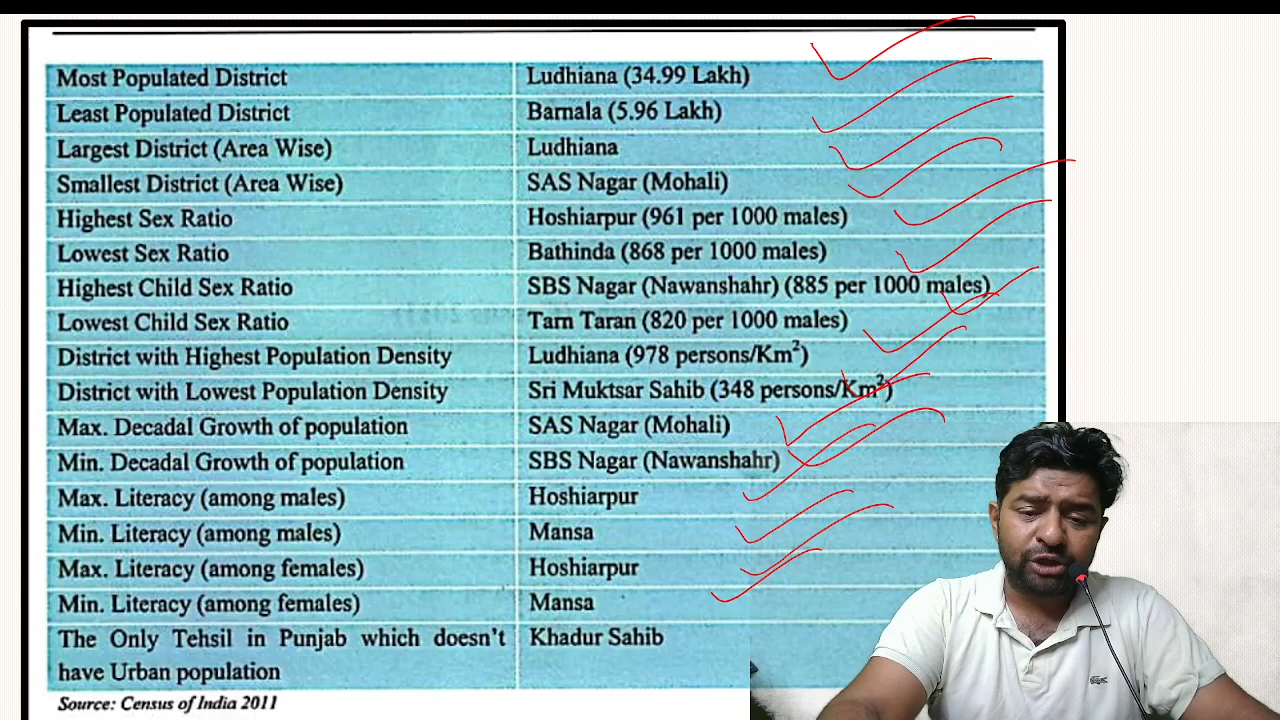 Most Populated District Ludhiana (34.99 Lakh)
Least Populated District Barnala (5.96 Lakh)
Largest District (Area Wise) Ludhiana
Smallest District (Area Wise) SAS Nagar (Mohali)
Highest Sex Ratio Hoshiarpur (961 per 1000 males)
Lowest Sex Ratio Bathinda (868 per 1000 males)
Highest Child Sex Ratio SBS Nagar (Nawanshahr) (885 per 1000 males)
Lowest Child Sex Ratio Tarn Taran (820 per 1000 males)
District with Highest Population Density Ludhiana (978 persons/Km²)
District with Lowest Population Density Sri Muktsar Sahib (348 persons/Km²)
Max. Decadal Growth of population SAS Nagar (Mohali)
Min. Decadal Growth of population SBS Nagar (Nawanshahr)
Max. Literacy (among males) Hoshiarpur
Min. Literacy (among males) Mansa
Max. Literacy (among females) Hoshiarpur
Min. Literacy (among females) Mansa
The Only Tehsil in Punjab which doesn't Khadur Sahib
have Urban population
Source: Census of India 2011